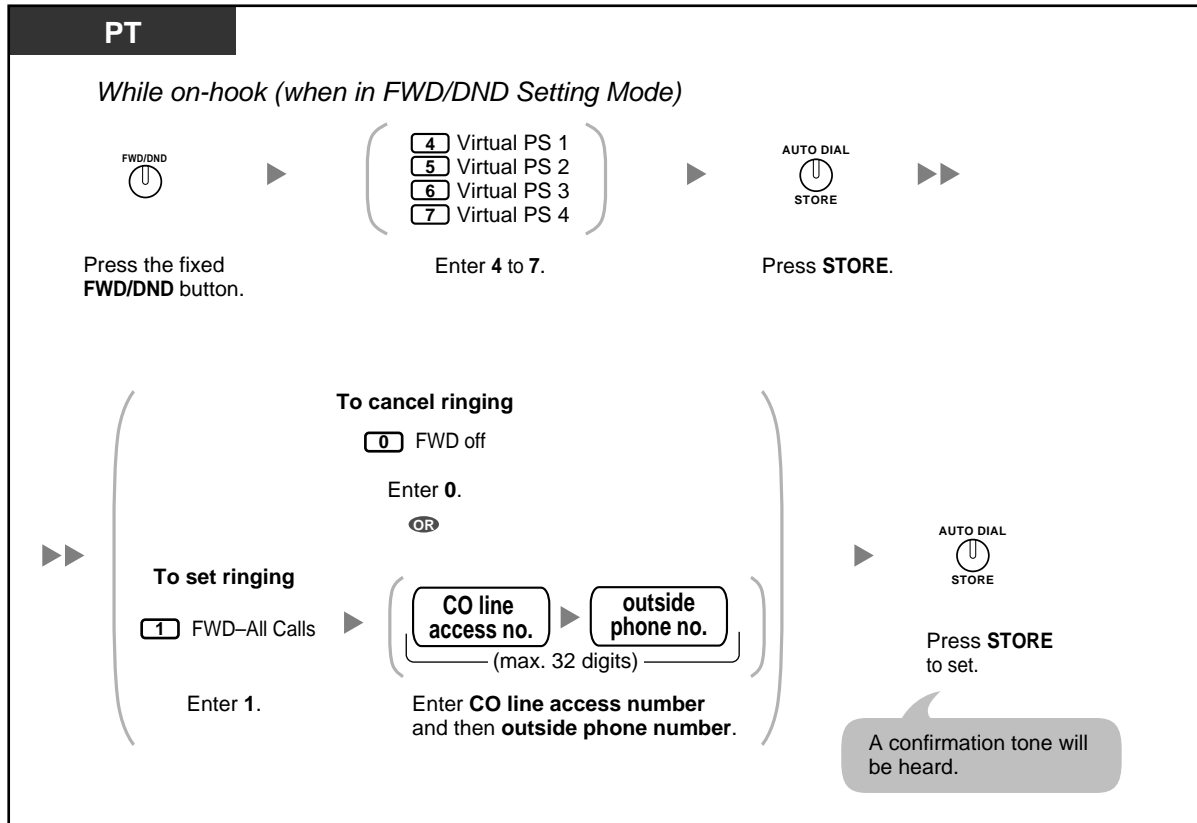 PT
While on-hook (when in FWD/DND Setting Mode)
FWD/DND
4 Virtual PS 1
5 Virtual PS 2
6 Virtual PS 3
7 Virtual PS 4
AUTO DIAL
STORE
Press the fixed
FWD/DND button.
Enter 4 to 7.
Press STORE.
To cancel ringing
0 FWD off
Enter 0.
OR
To set ringing
1 FWD–All Calls
Enter 1.
CO line
access no.
outside
phone no.
(max. 32 digits)
Enter CO line access number
and then outside phone number.
AUTO DIAL
STORE
Press STORE
to set.
A confirmation tone will
be heard.